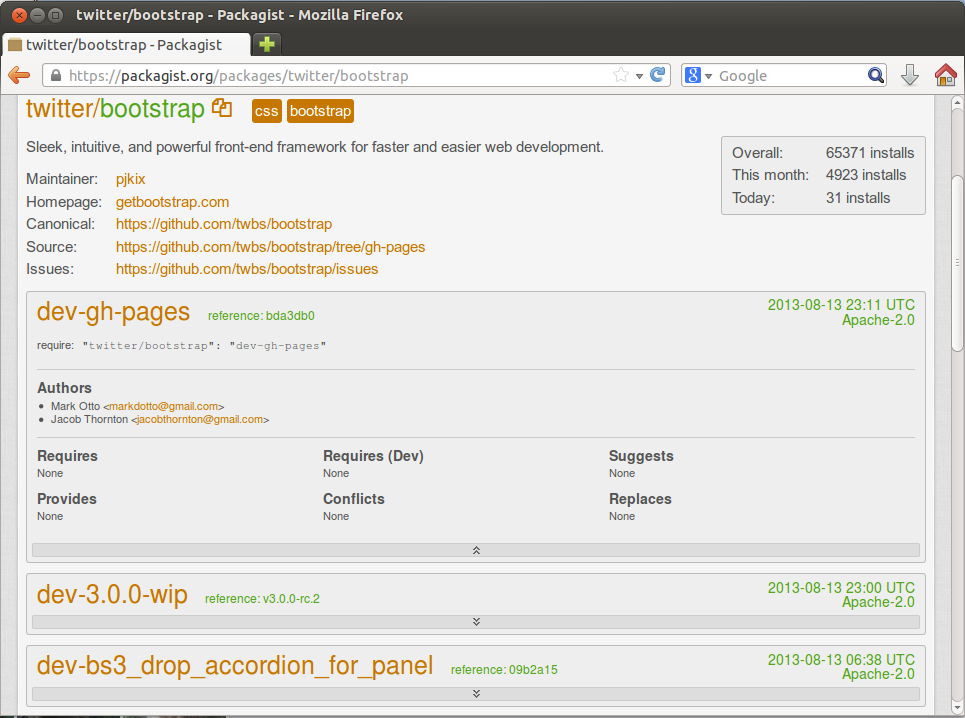 twitter/bootstrap - Packagist - Mozilla Firefox
twitter/bootstrap - Packagist
https://packagist.org/packages/twitter/bootstrap
8 Google
twitter/bootstrap css bootstrap
Sleek, intuitive, and powerful front-end framework for faster and easier web development.
Overall: 65371 installs
This month: 4923 installs
Today: 31 installs
Maintainer: pjkix
Homepage: getbootstrap.com
Canonical: https://github.com/twbs/bootstrap
Source: https://github.com/twbs/bootstrap/tree/gh-pages
Issues: https://github.com/twbs/bootstrap/issues
dev-gh-pages reference: bda3db0 2013-08-13 23:11 UTC
Apache-2.0
require: "twitter/bootstrap": "dev-gh-pages"
Authors
Mark Otto <markdotto@gmail.com>
Jacob Thornton <jacobthornton@gmail.com>
Requires Requires (Dev) Suggests
None None None
Provides Conflicts Replaces
None None None
dev-3.0.0-wip reference: v3.0.0-rc.2 2013-08-13 23:00 UTC
Apache-2.0
dev-bs3_drop_accordion_for_panel reference: 09b2a15 2013-08-13 06:38 UTC
Apache-2.0